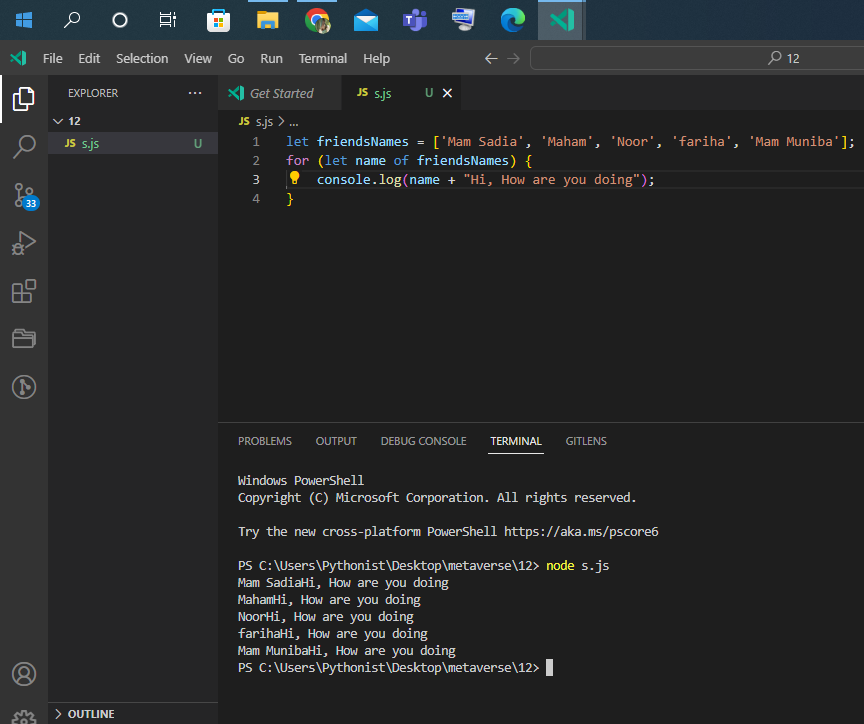 File Edit Selection View Go Run Terminal Help 12
EXPLORER ...
Get Started JS s.js U
12
JS s.js U
JS s.js > ...
1 let friendsNames = ['Mam Sadia', 'Maham', 'Noor', 'fariha', 'Mam Muniba'];
2 for (let name of friendsNames) {
3 console.log(name + "Hi, How are you doing");
4 }
33
PROBLEMS OUTPUT DEBUG CONSOLE TERMINAL GITLENS
Windows PowerShell
Copyright (C) Microsoft Corporation. All rights reserved.
Try the new cross-platform PowerShell https://aka.ms/pscore6
PS C:\Users\Pythonist\Desktop\metaverse\12> node s.js
Mam SadiaHi, How are you doing
MahamHi, How are you doing
NoorHi, How are you doing
farihaHi, How are you doing
Mam MunibaHi, How are you doing
PS C:\Users\Pythonist\Desktop\metaverse\12>
OUTLINE